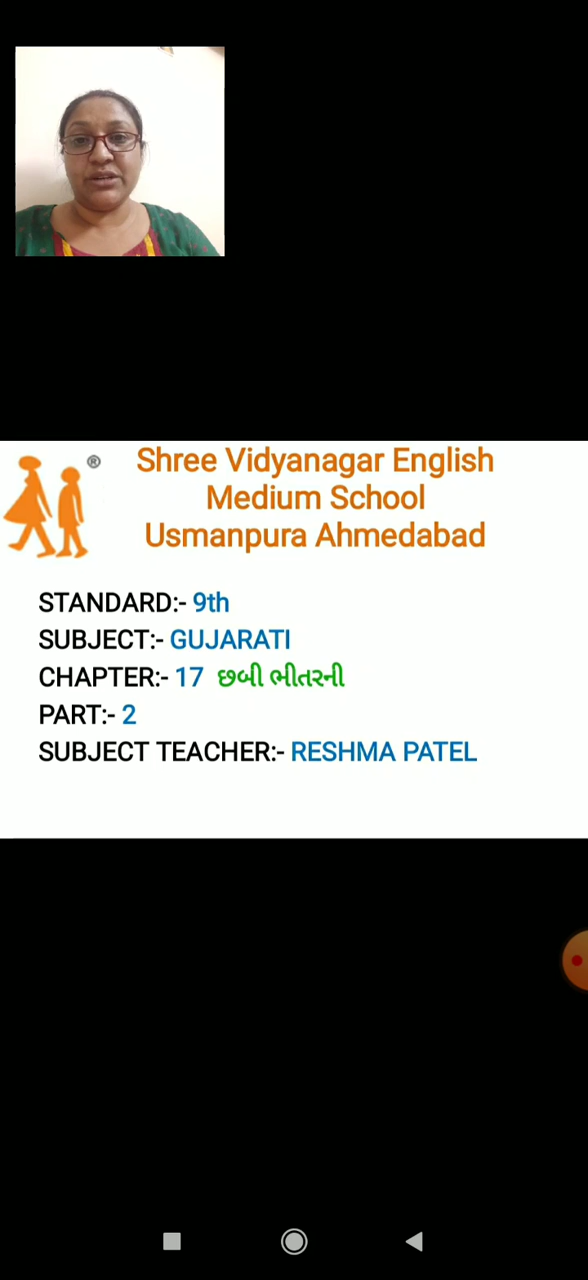 ®
Shree Vidyanagar English
Medium School
Usmanpura Ahmedabad
STANDARD:- 9th
SUBJECT:- GUJARATI
CHAPTER:- 17 છબી ભીતરની
PART:- 2
SUBJECT TEACHER:- RESHMA PATEL